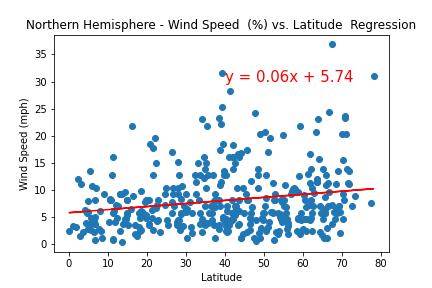 Northern Hemisphere - Wind Speed  (%) vs. Latitude  Regression
y = 0.06x + 5.74
Wind Speed (mph)
35
30
25
20
15
10
5
0
0 10 20 30 40 50 60 70 80
Latitude